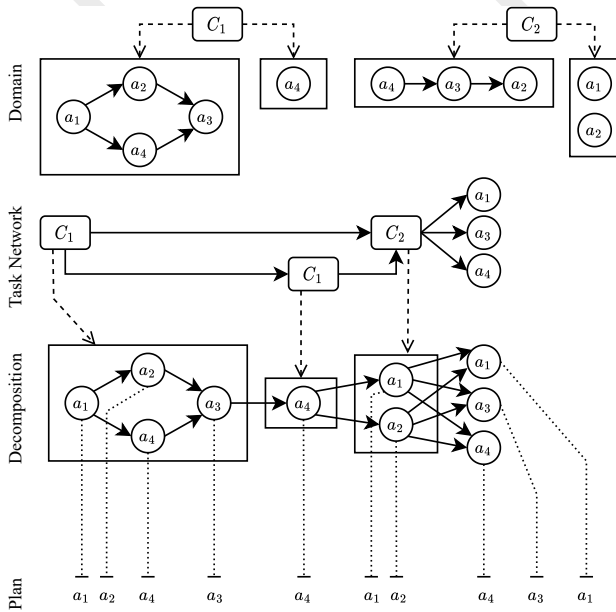 Domain
C₁
a₁
a₂
a₄
a₃
a₄
C₂
a₄ a₃ a₂
a₁
a₂
Task Network
C₁
C₁
C₂
a₁
a₃
a₄
Decomposition
a₁
a₂
a₄
a₃
a₄
a₁
a₂
a₁
a₃
a₄
Plan
a₁ a₂ a₄ a₃ a₄ a₁ a₂ a₄ a₃ a₁